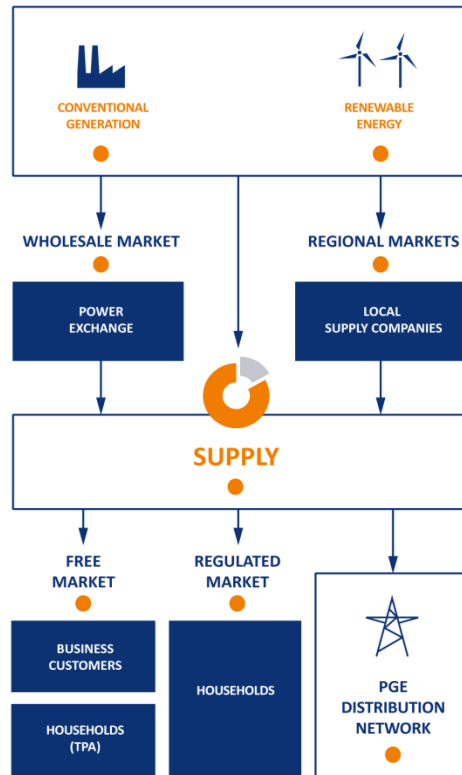 CONVENTIONAL
GENERATION
RENEWABLE
ENERGY
WHOLESALE MARKET
REGIONAL MARKETS
POWER
EXCHANGE
LOCAL
SUPPLY COMPANIES
SUPPLY
FREE
MARKET
REGULATED
MARKET
BUSINESS
CUSTOMERS
HOUSEHOLDS
(TPA)
HOUSEHOLDS
PGE
DISTRIBUTION
NETWORK